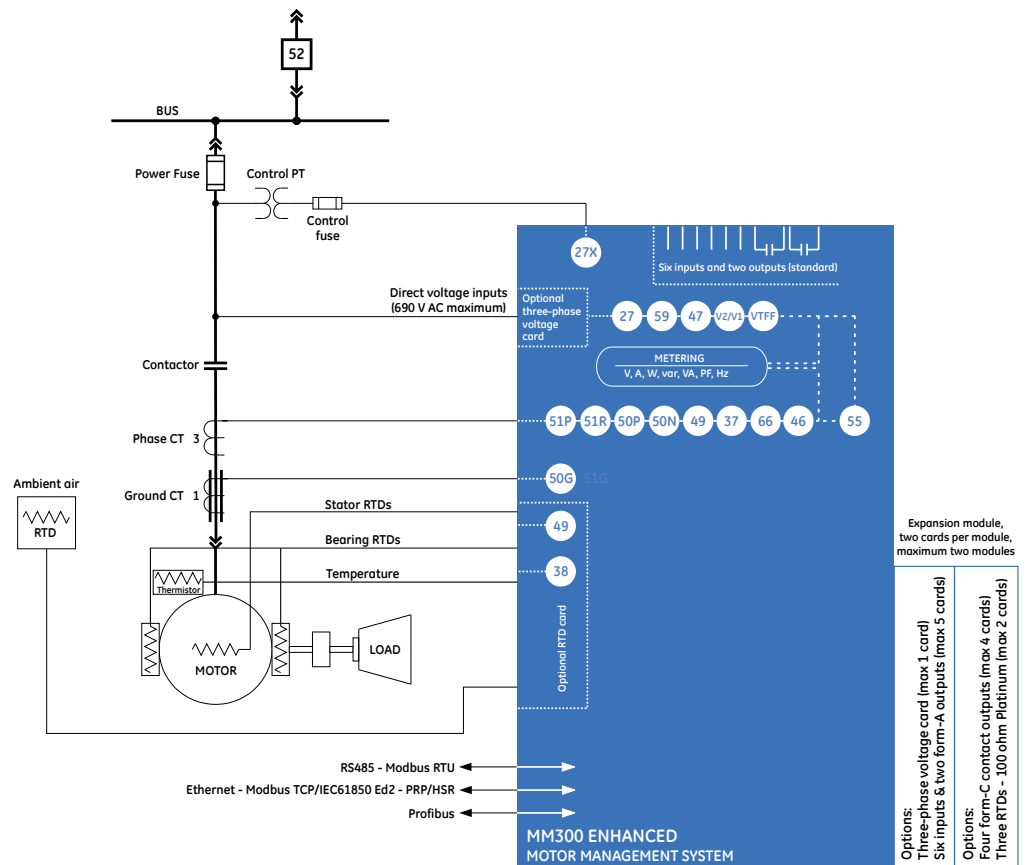 52
BUS
Power Fuse
Control PT
Control
fuse
27X
Six inputs and two outputs (standard)
Direct voltage inputs
(690 V AC maximum)
Optional
three-phase
voltage
card
27 59 47 V2/V1 VTFF
METERING
V, A, W, var, VA, PF, Hz
Contactor
51P 51R 50P 50N 49 37 66 46 55
Phase CT 3
50G 51G
Ground CT 1
Ambient air
RTD
Stator RTDs
49
Bearing RTDs
Temperature
38
Thermistor
Optional RTD card
MOTOR
LOAD
Expansion module,
two cards per module,
maximum two modules
Options:
Three-phase voltage card (max 1 card)
Six inputs & two form-A outputs (max 5 cards)
Options:
Four form-C contact outputs (max 4 cards)
Three RTDs - 100 ohm Platinum (max 2 cards)
RS485 - Modbus RTU
Ethernet - Modbus TCP/IEC61850 Ed2 - PRP/HSR
Profibus
MM300 ENHANCED
MOTOR MANAGEMENT SYSTEM